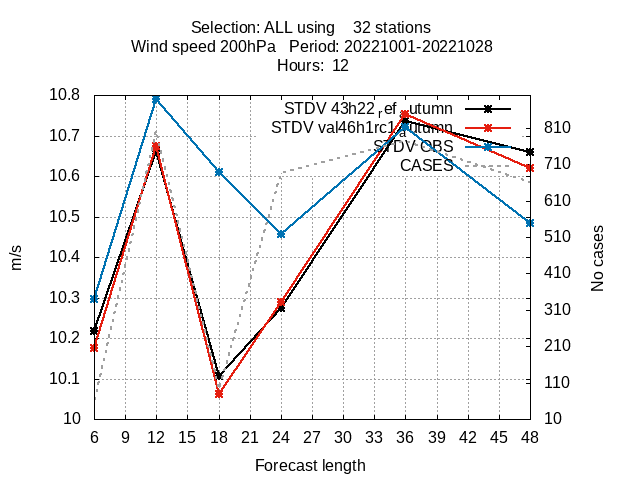 Selection: ALL using    32 stations
Wind speed 200hPa   Period: 20221001-20221028
Hours:  12
10.8
10.7
10.6
10.5
10.4
10.3
10.2
10.1
10
m/s
STDV 43h22
STDV OBS
CASES
810
710
610
510
410
310
210
110
10
No cases
6 9 12 15 18 21 24 27 30 33 36 39 42 45 48
Forecast length